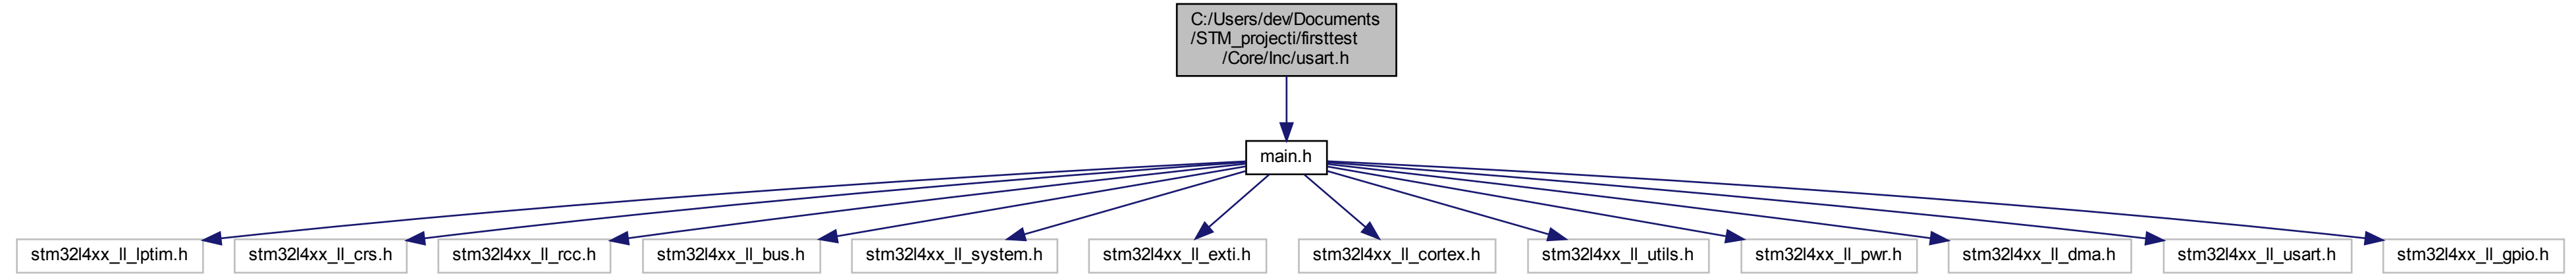 C:/Users/dev/Documents
/STM_projecti/firsttest
/Core/Inc/usart.h
main.h
stm32l4xx_ll_lptim.h
stm32l4xx_ll_crs.h
stm32l4xx_ll_rcc.h
stm32l4xx_ll_bus.h
stm32l4xx_ll_system.h
stm32l4xx_ll_exti.h
stm32l4xx_ll_cortex.h
stm32l4xx_ll_utils.h
stm32l4xx_ll_pwr.h
stm32l4xx_ll_dma.h
stm32l4xx_ll_usart.h
stm32l4xx_ll_gpio.h